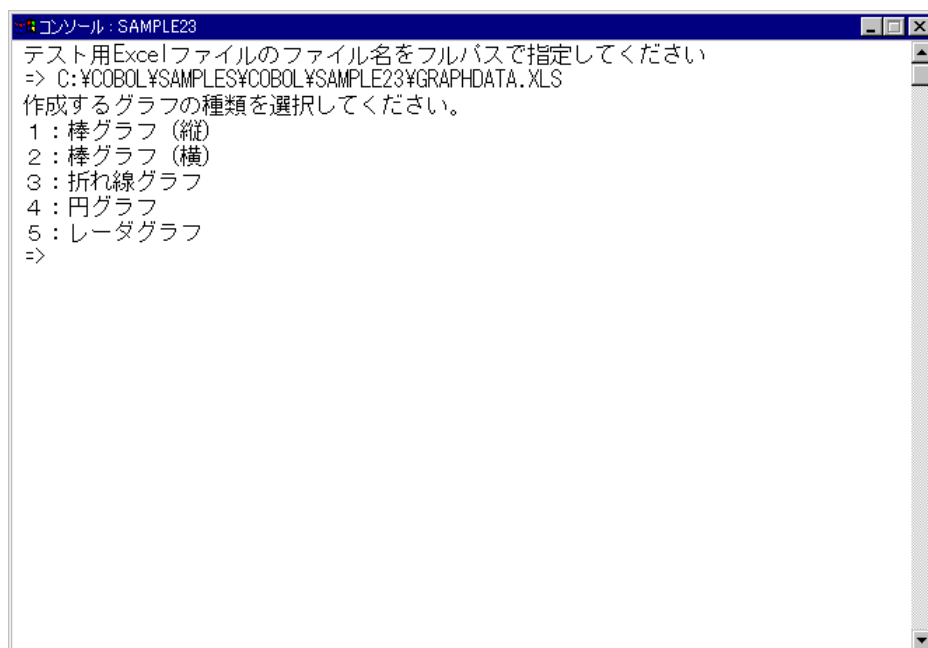 コンソール : SAMPLE23
テスト用Excelファイルのファイル名をフルパスで指定してください
=> C:¥COBOL¥SAMPLES¥COBOL¥SAMPLE23¥GRAPHDATA.XLS
作成するグラフの種類を選択してください。
１：棒グラフ（縦）
２：棒グラフ（横）
３：折れ線グラフ
４：円グラフ
５：レーダグラフ
=>